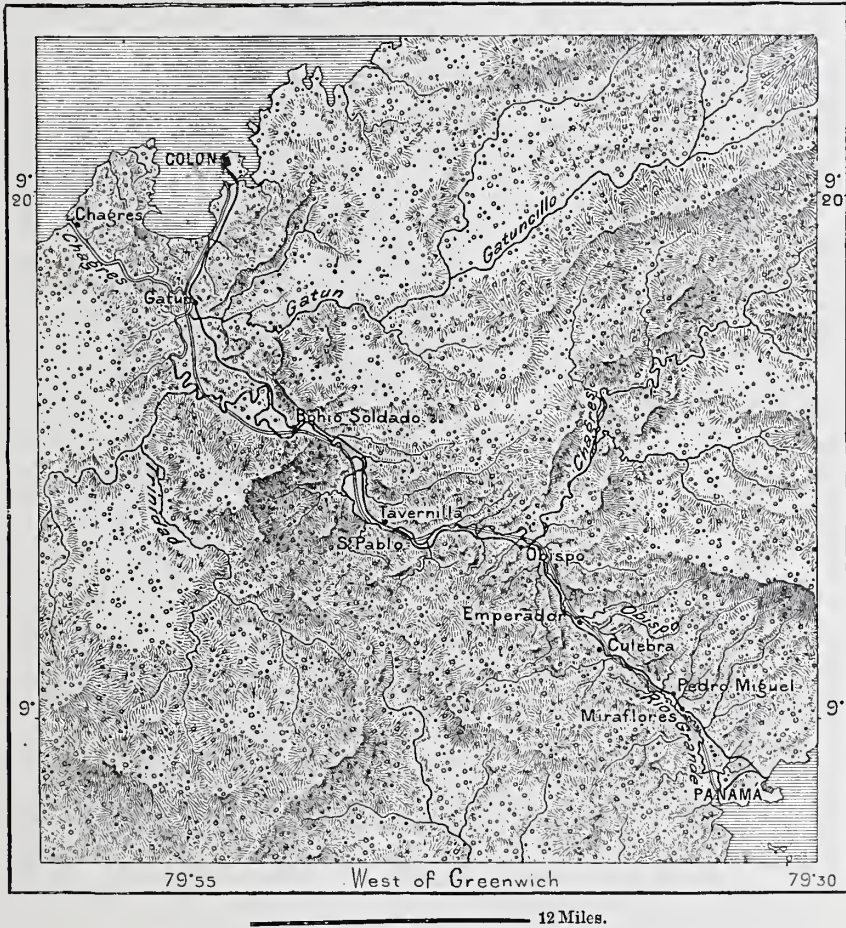 COLON
9°
20'
9°
20'
Chagres
Chagres
Gatuncillo
Gatun
Gatun
Bohio Soldado
Chagres
Trinidad
Tavernilla
S. Pablo
Obispo
Emperador
Obispo
Culebra
Pedro Miguel
9°
Miraflores
9°
Rio Grande
PANAMA
79°55
West of Greenwich
79°30
12 Miles.